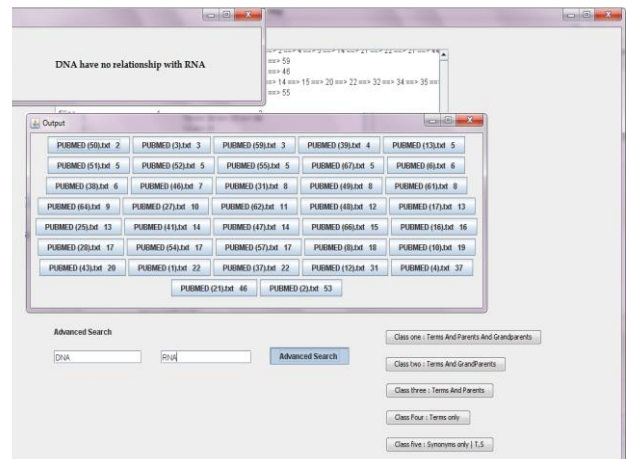 DNA have no relationship with RNA
==> 59
==> 46
==> 14 ==> 15 ==> 20 ==> 22 ==> 32 ==> 34 ==> 35 ==>
==> 55
Output
PUBMED (50).txt 2 PUBMED (3).txt 3 PUBMED (59).txt 3 PUBMED (39).txt 4 PUBMED (13).txt 5
PUBMED (51).txt 5 PUBMED (52).txt 5 PUBMED (55).txt 5 PUBMED (67).txt 5 PUBMED (6).txt 6
PUBMED (38).txt 6 PUBMED (46).txt 7 PUBMED (31).txt 8 PUBMED (49).txt 8 PUBMED (61).txt 8
PUBMED (64).txt 9 PUBMED (27).txt 10 PUBMED (62).txt 11 PUBMED (48).txt 12 PUBMED (17).txt 13
PUBMED (25).txt 13 PUBMED (41).txt 14 PUBMED (47).txt 14 PUBMED (66).txt 15 PUBMED (16).txt 16
PUBMED (28).txt 17 PUBMED (54).txt 17 PUBMED (57).txt 17 PUBMED (8).txt 18 PUBMED (10).txt 19
PUBMED (43).txt 20 PUBMED (1).txt 22 PUBMED (37).txt 22 PUBMED (12).txt 31 PUBMED (4).txt 37
PUBMED (21).txt 46 PUBMED (2).txt 53
Advanced Search
DNA RNA Advanced Search
Class one : Terms And Parents And Grandparents
Class two : Terms And GrandParents
Class three : Terms And Parents
Class Four : Terms only
Class five : Synonyms only | T,S